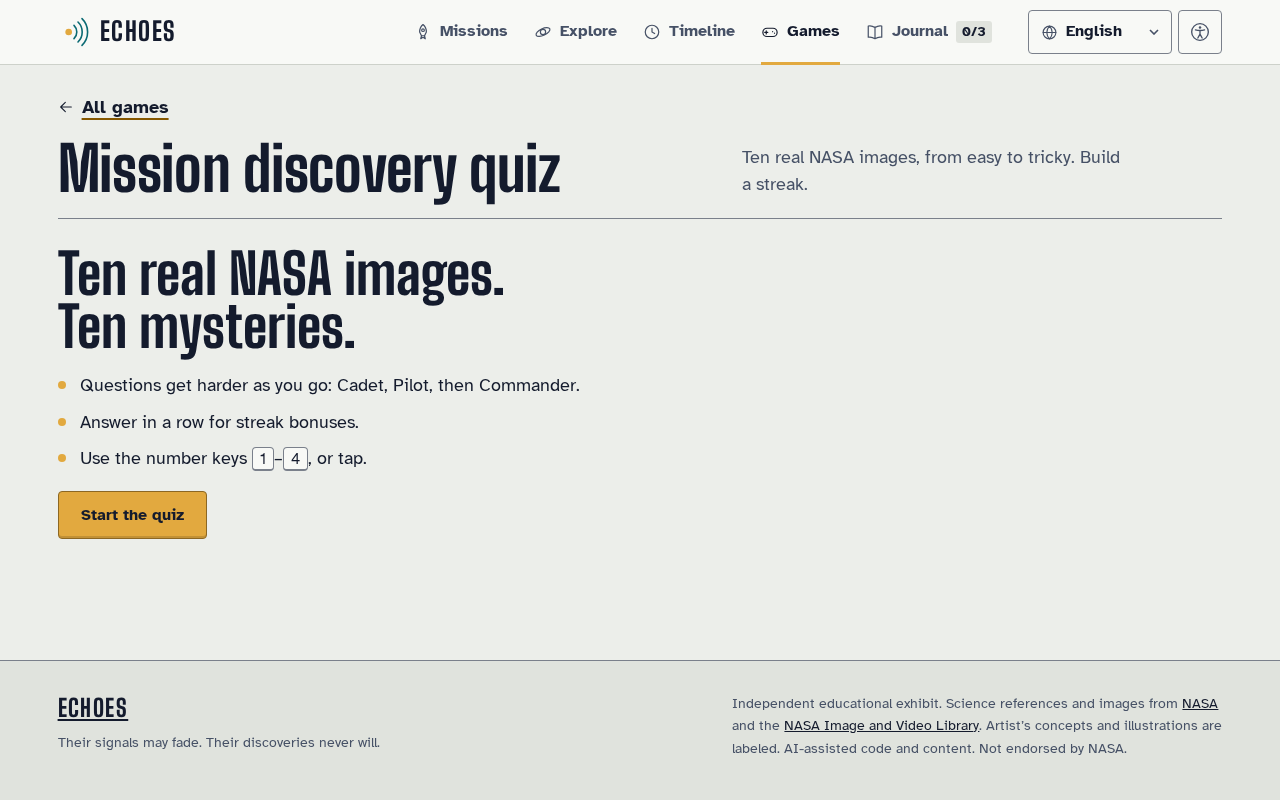 ECHOES
Missions
Explore
Timeline
Games
Journal 0/3
English
All games
Mission discovery quiz
Ten real NASA images, from easy to tricky. Build
a streak.
Ten real NASA images.
Ten mysteries.
Questions get harder as you go: Cadet, Pilot, then Commander.
Answer in a row for streak bonuses.
Use the number keys 1–4, or tap.
Start the quiz
ECHOES
Their signals may fade. Their discoveries never will.
Independent educational exhibit. Science references and images from NASA
and the NASA Image and Video Library. Artist’s concepts and illustrations are
labeled. AI-assisted code and content. Not endorsed by NASA.